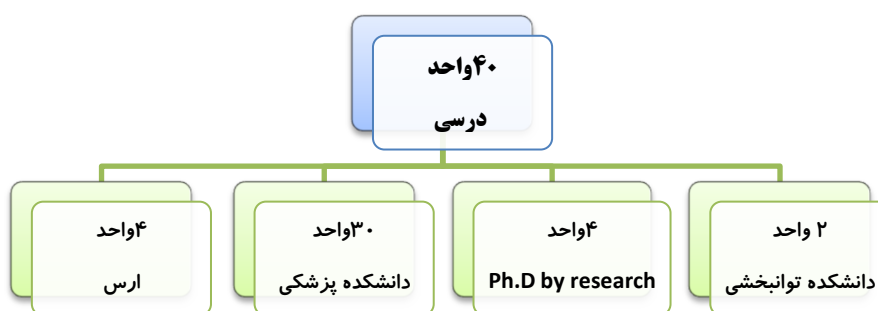 ۴۰واحد
درسی
۲ واحد
دانشکده توانبخشی
۴واحد
Ph.D by research
۳۰واحد
دانشکده پزشکی
۴واحد
ارس